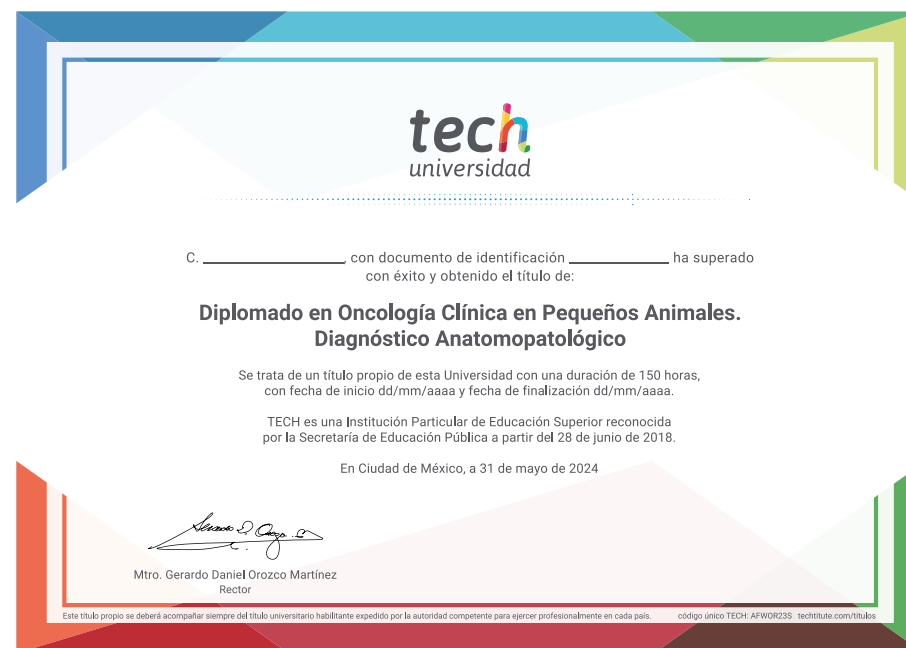 tech
universidad
C. ____________, con documento de identificación ____________ ha superado
con éxito y obtenido el título de:
Diplomado en Oncología Clínica en Pequeños Animales.
Diagnóstico Anatomopatológico
Se trata de un título propio de esta Universidad con una duración de 150 horas,
con fecha de inicio dd/mm/aaaa y fecha de finalización dd/mm/aaaa.
TECH es una Institución Particular de Educación Superior reconocida
por la Secretaría de Educación Pública a partir del 28 de junio de 2018.
En Ciudad de México, a 31 de mayo de 2024
Mtro. Gerardo Daniel Orozco Martínez
Rector
Este título propio se deberá acompañar siempre del título universitario habilitante expedido por la autoridad competente para ejercer profesionalmente en cada país. código único TECH: AFWOR23S techtitute.com/titulos